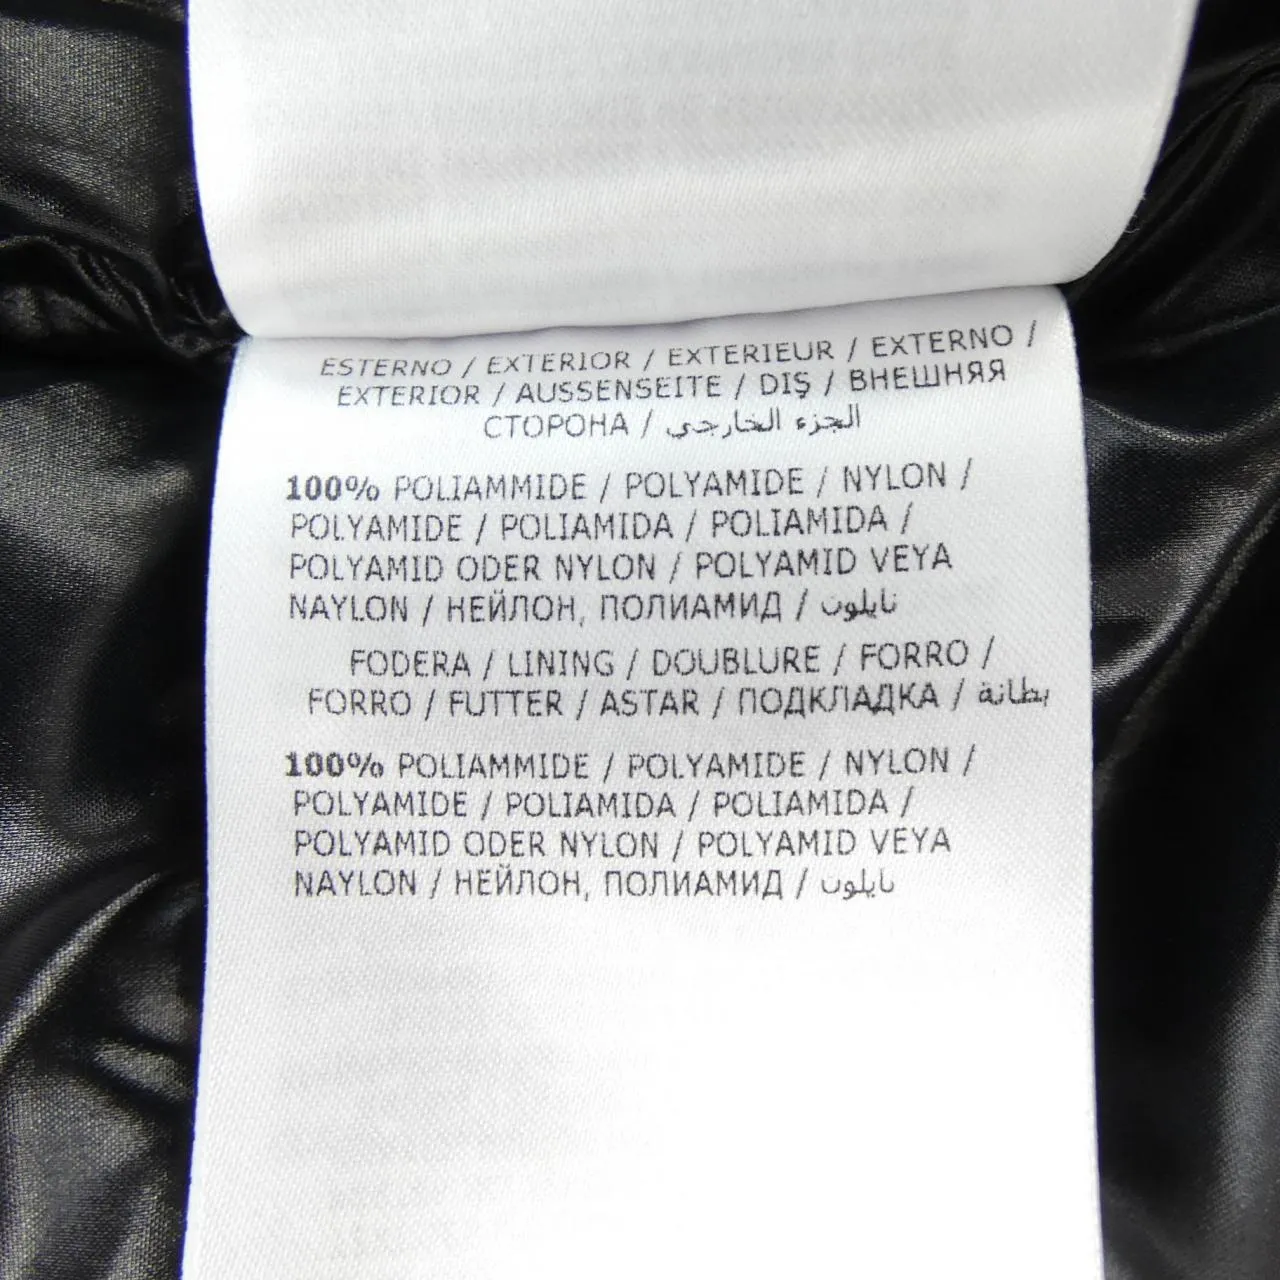 ESTERNO / EXTERIOR / EXTERIEUR / EXTERNO /
EXTERIOR / AUSSENSEITE / DIŞ / ВНЕШНЯЯ
СТОРОНА / الجزء الخارجي
100% POLIAMMIDE / POLYAMIDE / NYLON /
POLYAMIDE / POLIAMIDA / POLIAMIDA /
POLYAMID ODER NYLON / POLYAMID VEYA
NAYLON / НЕЙЛОН, ПОЛИАМИД / نايلون
FODERA / LINING / DOUBLURE / FORRO /
FORRO / FUTTER / ASTAR / ПОДКЛАДКА / بطانة
100% POLIAMMIDE / POLYAMIDE / NYLON /
POLYAMIDE / POLIAMIDA / POLIAMIDA /
POLYAMID ODER NYLON / POLYAMID VEYA
NAYLON / НЕЙЛОН, ПОЛИАМИД / نايلون